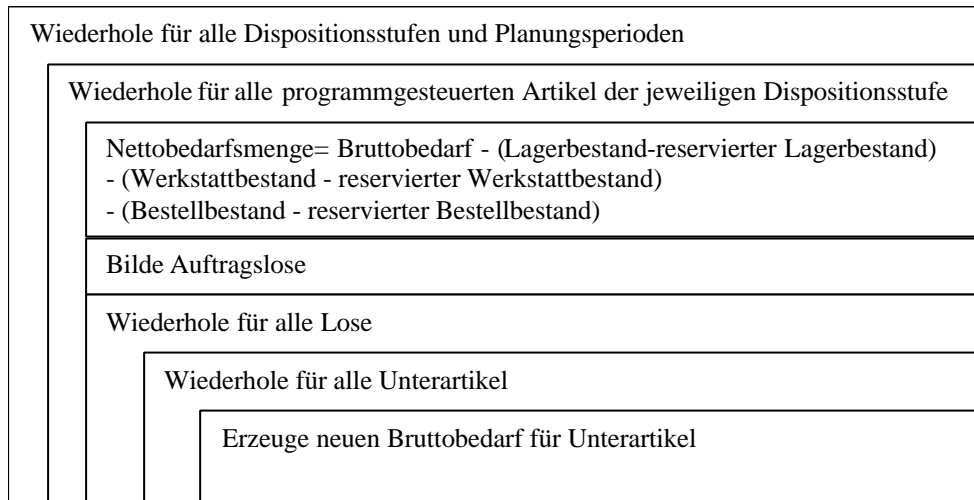 Wiederhole für alle Dispositionsstufen und Planungsperioden
Wiederhole für alle programmgesteuerten Artikel der jeweiligen Dispositionsstufe
Nettobedarfsmenge= Bruttobedarf - (Lagerbestand-reservierter Lagerbestand)
- (Werkstattbestand - reservierter Werkstattbestand)
- (Bestellbestand - reservierter Bestellbestand)
Bilde Auftragslose
Wiederhole für alle Lose
Wiederhole für alle Unterartikel
Erzeuge neuen Bruttobedarf für Unterartikel